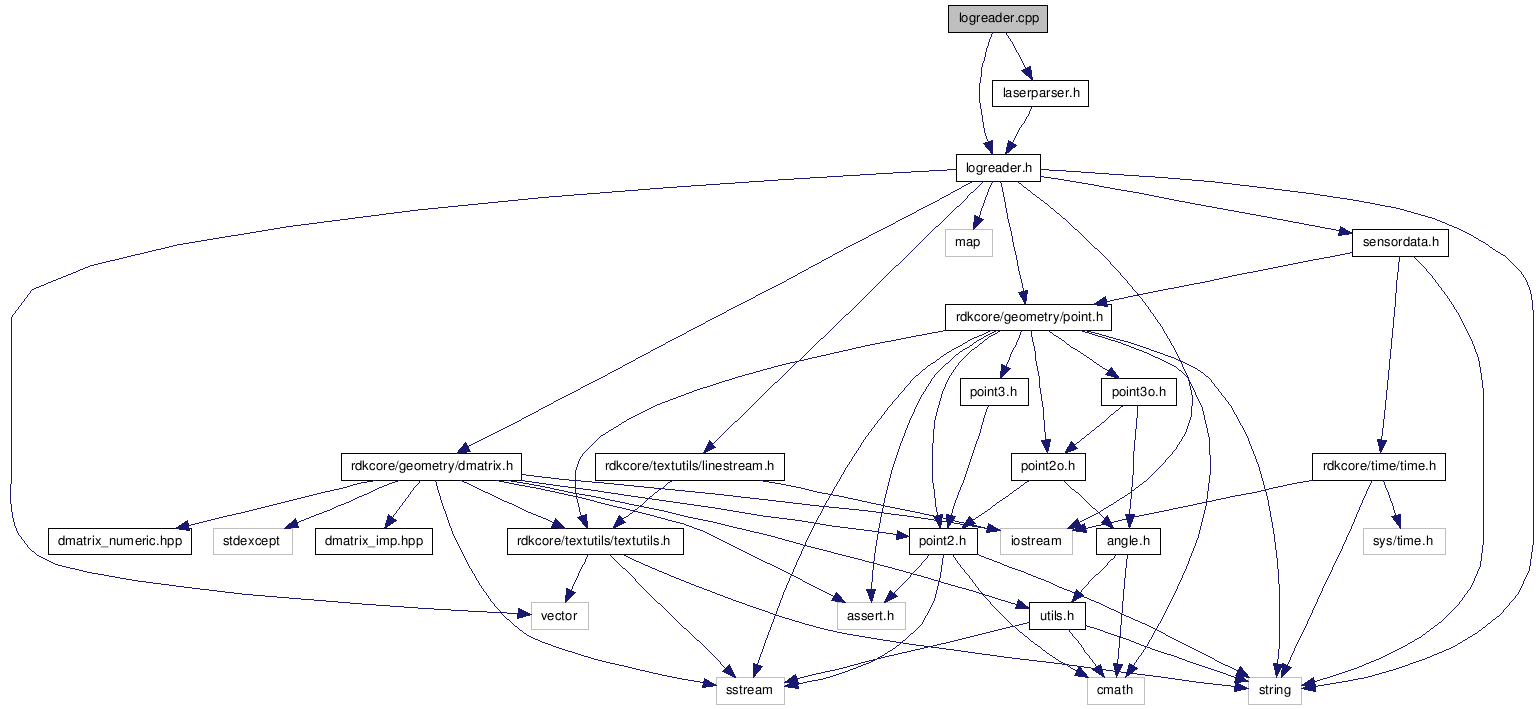 logreader.cpp
laserparser.h
logreader.h
map
sensordata.h
rdkcore/geometry/point.h
point3.h
point3o.h
rdkcore/geometry/dmatrix.h
rdkcore/textutils/linestream.h
point2o.h
rdkcore/time/time.h
dmatrix_numeric.hpp
stdexcept
dmatrix_imp.hpp
rdkcore/textutils/textutils.h
point2.h
iostream
angle.h
sys/time.h
vector
assert.h
utils.h
sstream
cmath
string